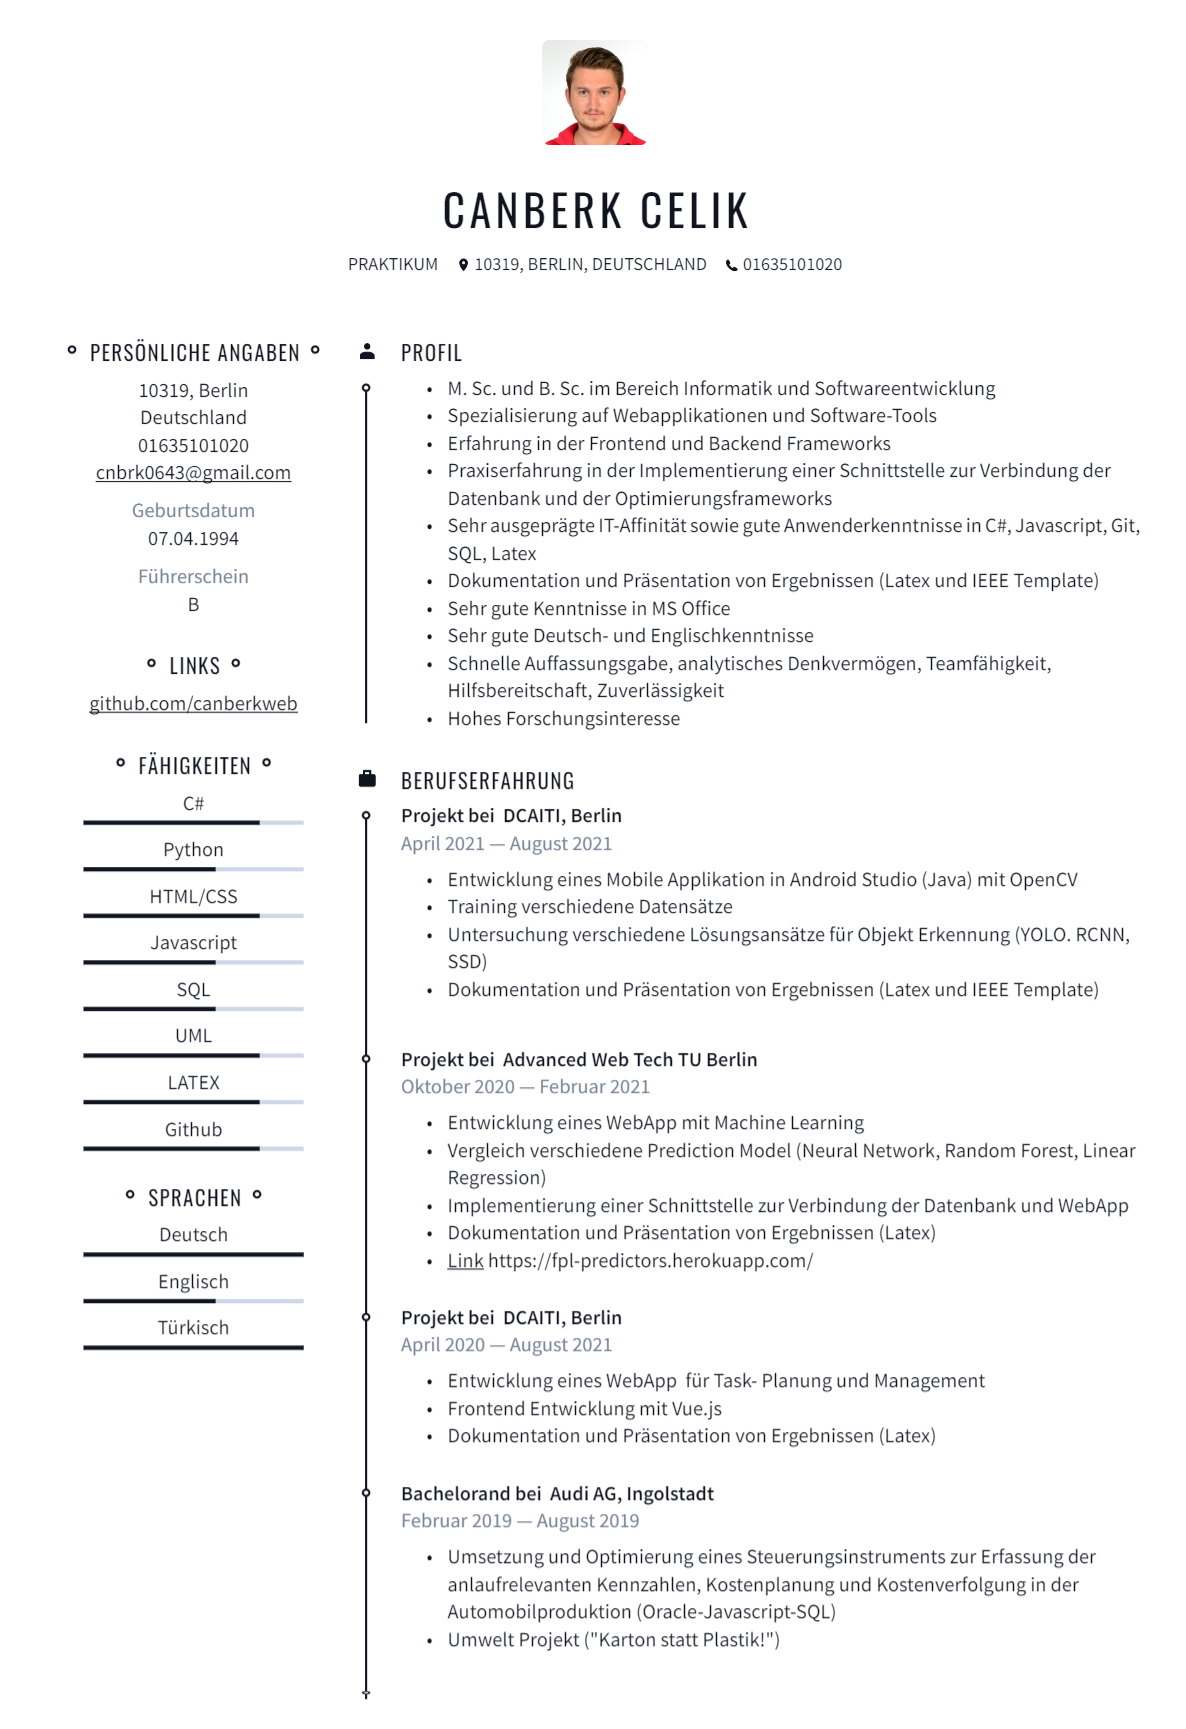 CANBERK CELIK
PRAKTIKUM 10319, BERLIN, DEUTSCHLAND 01635101020
PERSÖNLICHE ANGABEN
10319, Berlin
Deutschland
01635101020
cnbrk0643@gmail.com
Geburtsdatum
07.04.1994
Führerschein
B
LINKS
github.com/canberkweb
FÄHIGKEITEN
C#
Python
HTML/CSS
Javascript
SQL
UML
LATEX
Github
SPRACHEN
Deutsch
Englisch
Türkisch
PROFIL
• M. Sc. und B. Sc. im Bereich Informatik und Softwareentwicklung
• Spezialisierung auf Webapplikationen und Software-Tools
• Erfahrung in der Frontend und Backend Frameworks
• Praxiserfahrung in der Implementierung einer Schnittstelle zur Verbindung der
Datenbank und der Optimierungsframeworks
• Sehr ausgeprägte IT-Affinität sowie gute Anwenderkenntnisse in C#, Javascript, Git,
SQL, Latex
• Dokumentation und Präsentation von Ergebnissen (Latex und IEEE Template)
• Sehr gute Kenntnisse in MS Office
• Sehr gute Deutsch- und Englischkenntnisse
• Schnelle Auffassungsgabe, analytisches Denkvermögen, Teamfähigkeit,
Hilfsbereitschaft, Zuverlässigkeit
• Hohes Forschungsinteresse
BERUFSERFAHRUNG
Projekt bei DCAITI, Berlin
April 2021 — August 2021
• Entwicklung eines Mobile Applikation in Android Studio (Java) mit OpenCV
• Training verschiedene Datensätze
• Untersuchung verschiedene Lösungsansätze für Objekt Erkennung (YOLO. RCNN,
SSD)
• Dokumentation und Präsentation von Ergebnissen (Latex und IEEE Template)
Projekt bei Advanced Web Tech TU Berlin
Oktober 2020 — Februar 2021
• Entwicklung eines WebApp mit Machine Learning
• Vergleich verschiedene Prediction Model (Neural Network, Random Forest, Linear
Regression)
• Implementierung einer Schnittstelle zur Verbindung der Datenbank und WebApp
• Dokumentation und Präsentation von Ergebnissen (Latex)
• Link https://fpl-predictors.herokuapp.com/
Projekt bei DCAITI, Berlin
April 2020 — August 2021
• Entwicklung eines WebApp für Task- Planung und Management
• Frontend Entwicklung mit Vue.js
• Dokumentation und Präsentation von Ergebnissen (Latex)
Bachelorand bei Audi AG, Ingolstadt
Februar 2019 — August 2019
• Umsetzung und Optimierung eines Steuerungsinstruments zur Erfassung der
anlaufrelevanten Kennzahlen, Kostenplanung und Kostenverfolgung in der
Automobilproduktion (Oracle-Javascript-SQL)
• Umwelt Projekt ("Karton statt Plastik!")